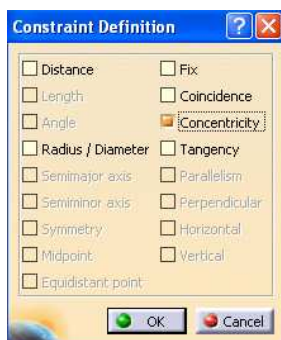 Constraint Definition
Distance
Fix
Length
Coincidence
Angle
Concentricity
Radius / Diameter
Tangency
Semimajor axis
Parallelism
Semiminor axis
Perpendicular
Symmetry
Horizontal
Midpoint
Vertical
Equidistant point
OK
Cancel